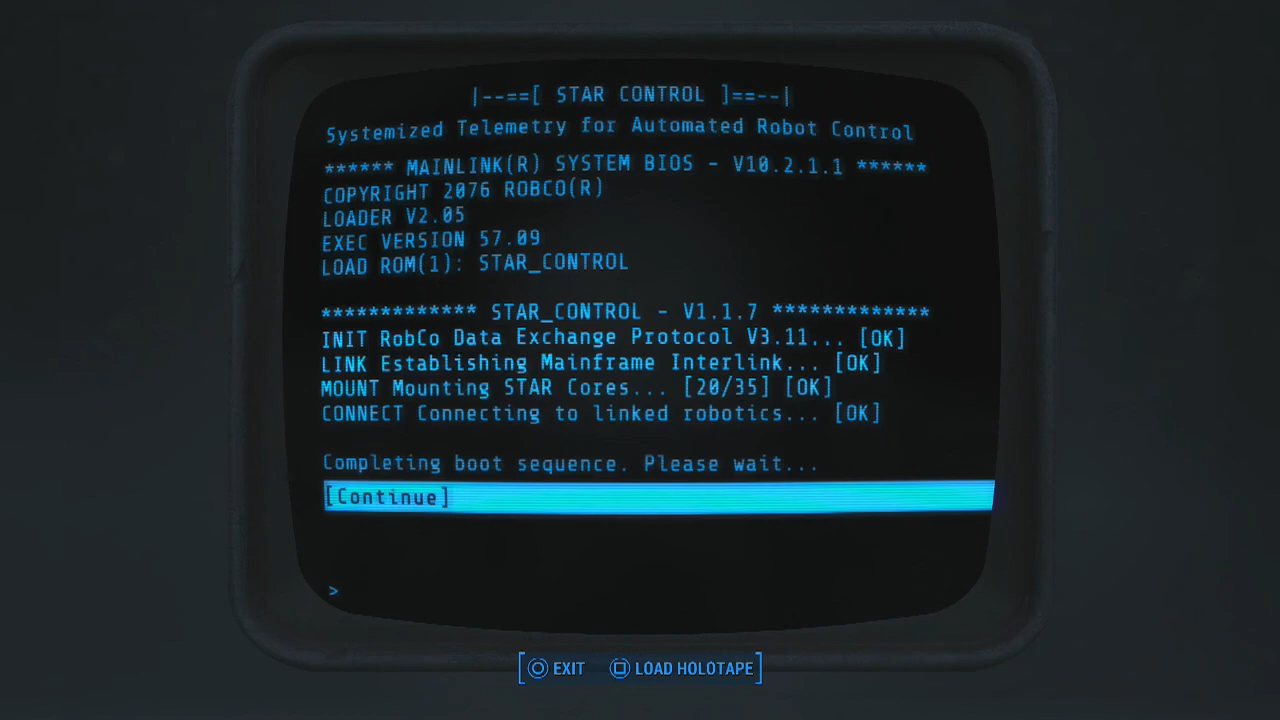 |--==[ STAR CONTROL ]==--|
Systemized Telemetry for Automated Robot Control
****** MAINLINK(R) SYSTEM BIOS - V10.2.1.1 ******
COPYRIGHT 2076 ROBCO(R)
LOADER V2.05
EXEC VERSION 57.09
LOAD ROM(1): STAR_CONTROL
************* STAR_CONTROL - V1.1.7 *************
INIT RobCo Data Exchange Protocol V3.11... [OK]
LINK Establishing Mainframe Interlink... [OK]
MOUNT Mounting STAR Cores... [20/35] [OK]
CONNECT Connecting to linked robotics... [OK]
Completing boot sequence. Please wait...
[Continue]
>
EXIT LOAD HOLOTAPE